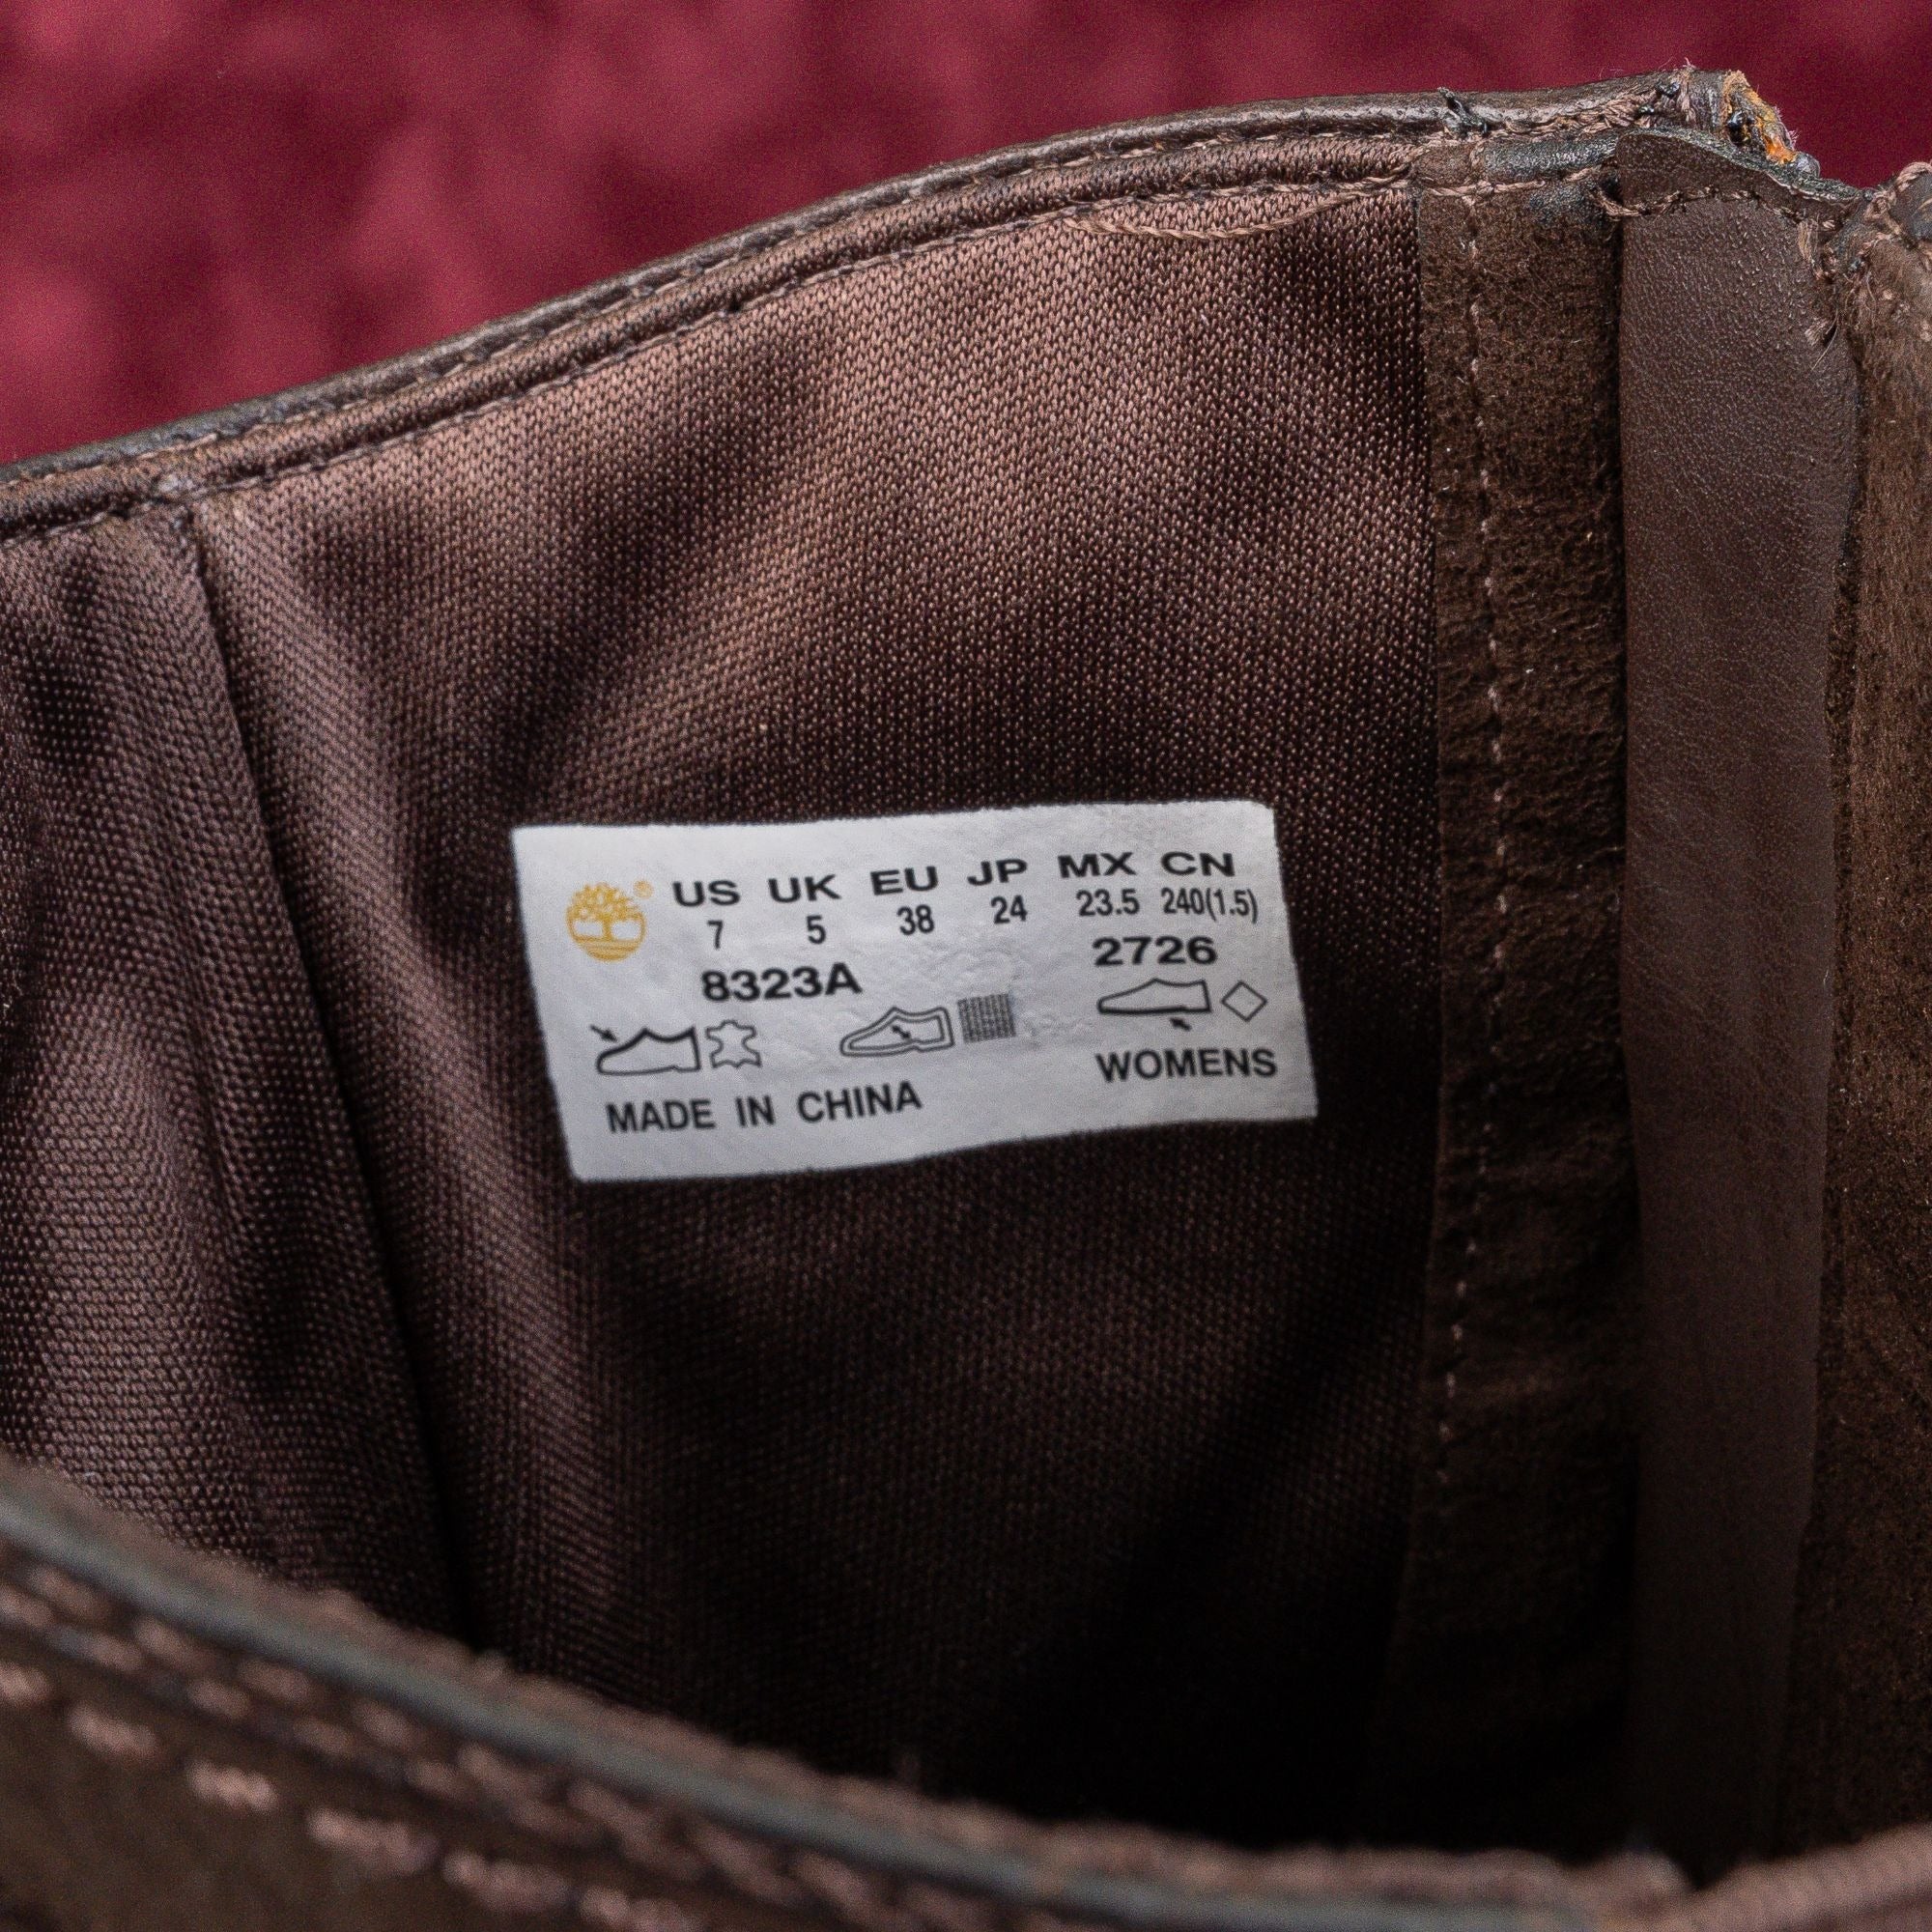 ® US UK EU JP MX CN
7 5 38 24 23.5 240(1.5)
8323A 2726
MADE IN CHINA WOMENS